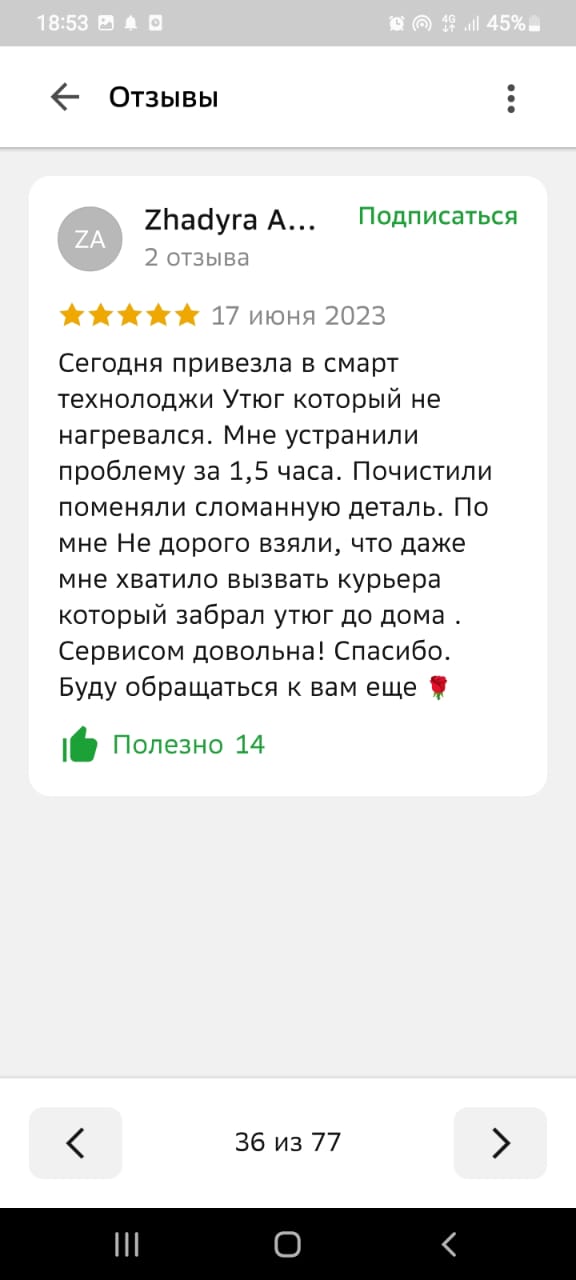 18:53
4G 45%
Отзывы
ZA
Zhadyra A...
Подписаться
2 отзыва
17 июня 2023
Сегодня привезла в смарт
технолоджи Утюг который не
нагревался. Мне устранили
проблему за 1,5 часа. Почистили
поменяли сломанную деталь. По
мне Не дорого взяли, что даже
мне хватило вызвать курьера
который забрал утюг до дома .
Сервисом довольна! Спасибо.
Буду обращаться к вам еще 🌹
Полезно 14
36 из 77